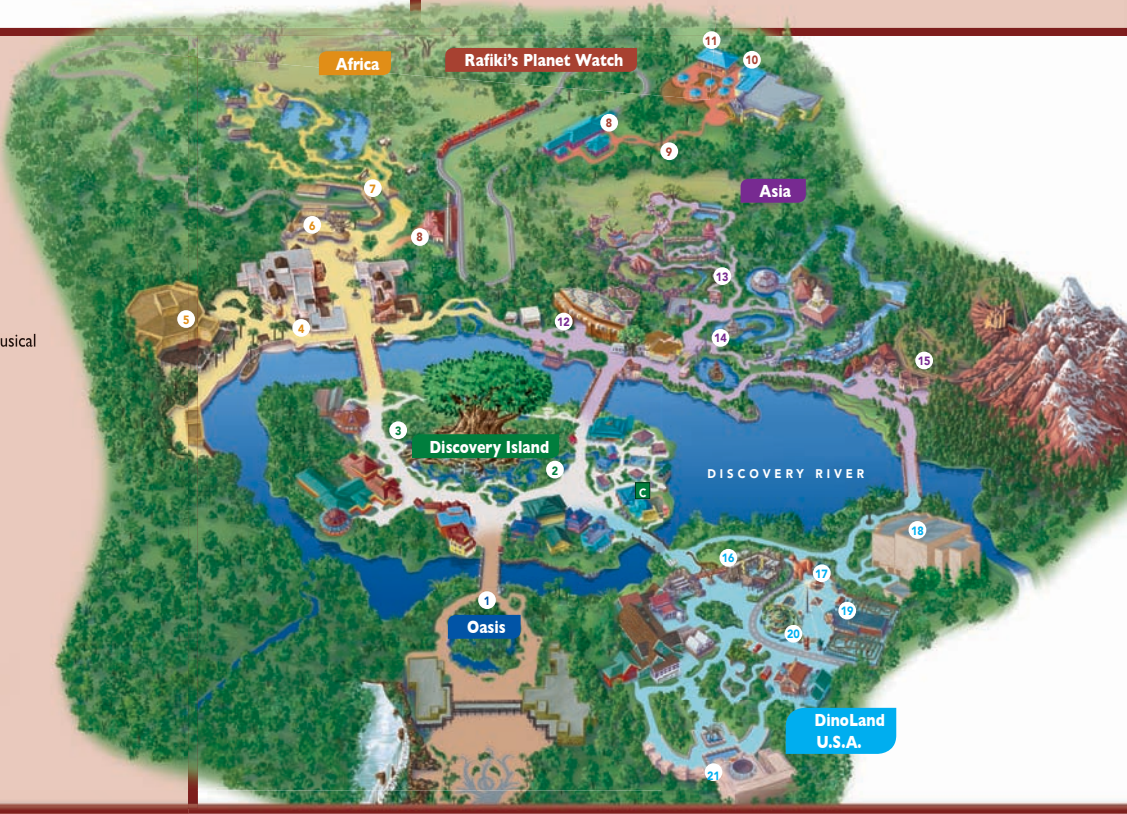 11
Africa
Rafiki's Planet Watch
10
8
9
7
Asia
6
8
13
5
4
12
14
usical
15
3
Discovery Island
2
DISCOVERY RIVER
C
18
16
17
1
19
Oasis
20
DinoLand
U.S.A.
21